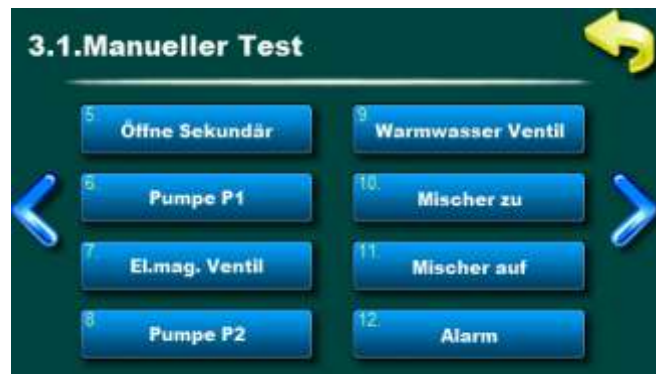 3.1.Manueller Test
5.
Öffne Sekundär
6.
Pumpe P1
7.
El.mag. Ventil
8.
Pumpe P2
9.
Warmwasser Ventil
10.
Mischer zu
11.
Mischer auf
12.
Alarm